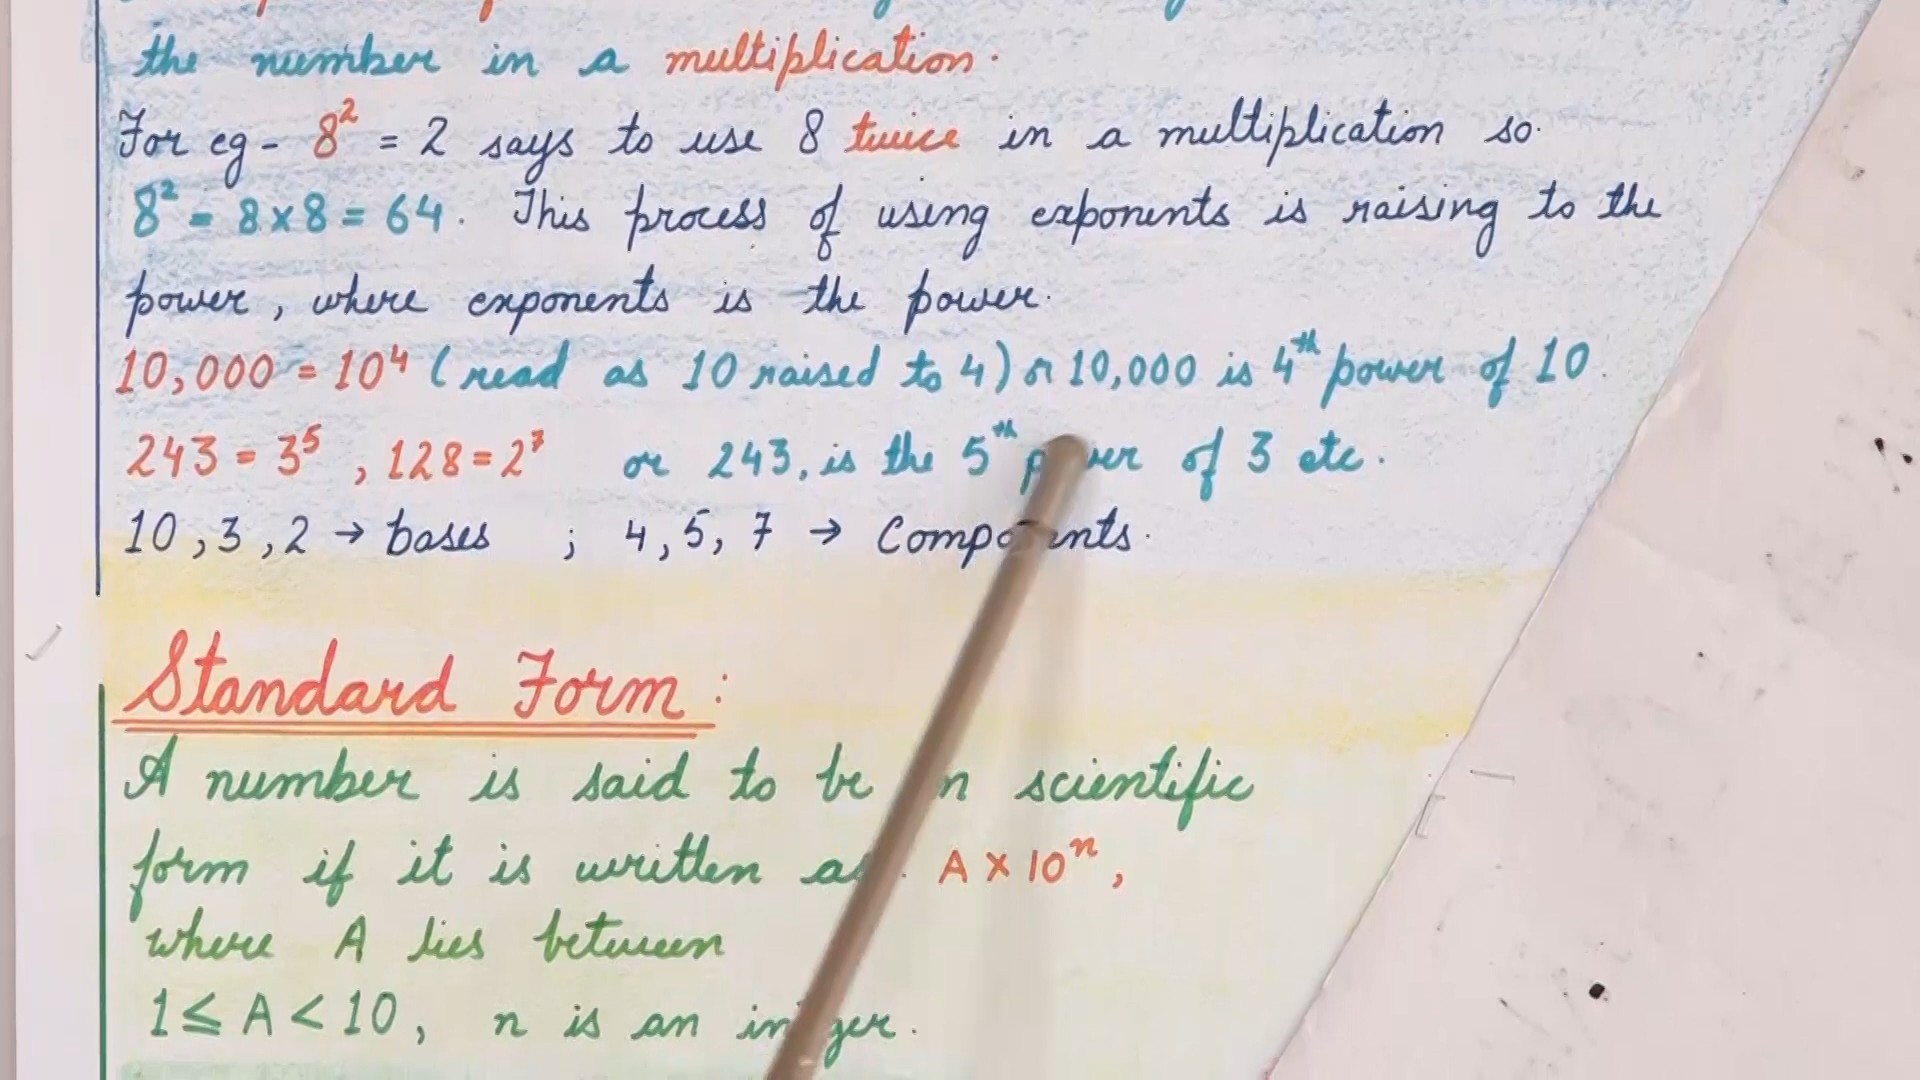 the number in a multiplication.
For eg - 8² = 2 says to use 8 twice in a multiplication so
8² = 8 x 8 = 64. This process of using exponents is raising to the
power, where exponents is the power.
10,000 = 10⁴ (read as 10 raised to 4) or 10,000 is 4th power of 10.
243 = 3⁵, 128 = 2⁷ or 243, is the 5th of 3 etc.
10, 3, 2 → bases ; 4, 5, 7 →
Standard Form:
A number is said to be scientific
form if it is written as A x 10ⁿ,
where A lies between
1 ≤ A < 10, n is an